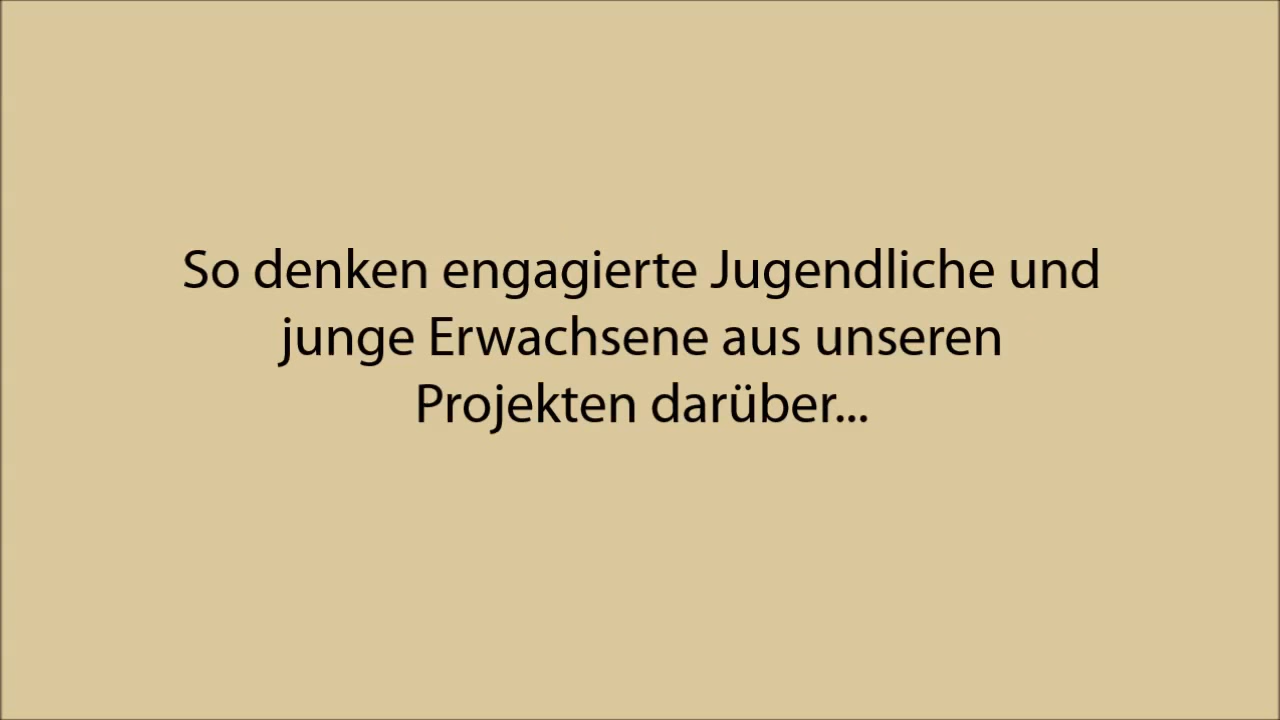 So denken engagierte Jugendliche und
junge Erwachsene aus unseren
Projekten darüber...